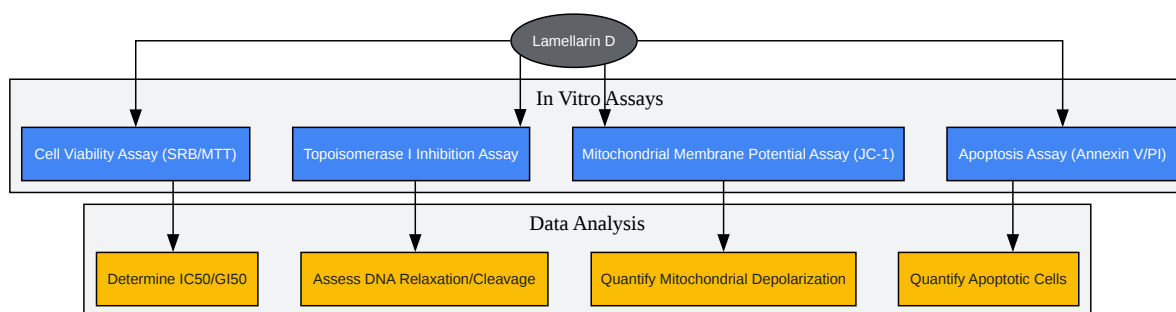 Lamellarin D
In Vitro Assays
Cell Viability Assay (SRB/MTT)
Topoisomerase I Inhibition Assay
Mitochondrial Membrane Potential Assay (JC-1)
Apoptosis Assay (Annexin V/PI)
Data Analysis
Determine IC50/GI50
Assess DNA Relaxation/Cleavage
Quantify Mitochondrial Depolarization
Quantify Apoptotic Cells